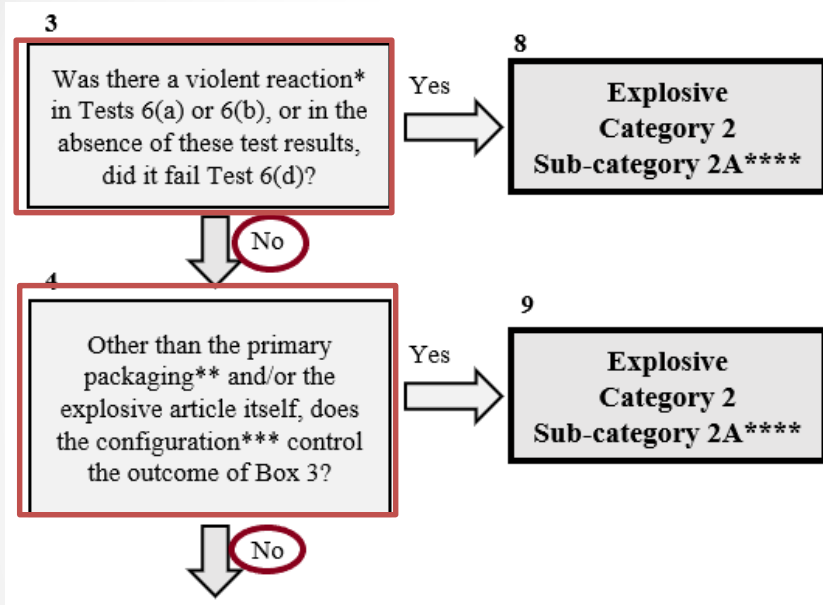 3
Was there a violent reaction*
in Tests 6(a) or 6(b), or in the
absence of these test results,
did it fail Test 6(d)?
Yes
8
Explosive
Category 2
Sub-category 2A****
No
4
Other than the primary
packaging** and/or the
explosive article itself, does
the configuration*** control
the outcome of Box 3?
Yes
9
Explosive
Category 2
Sub-category 2A****
No